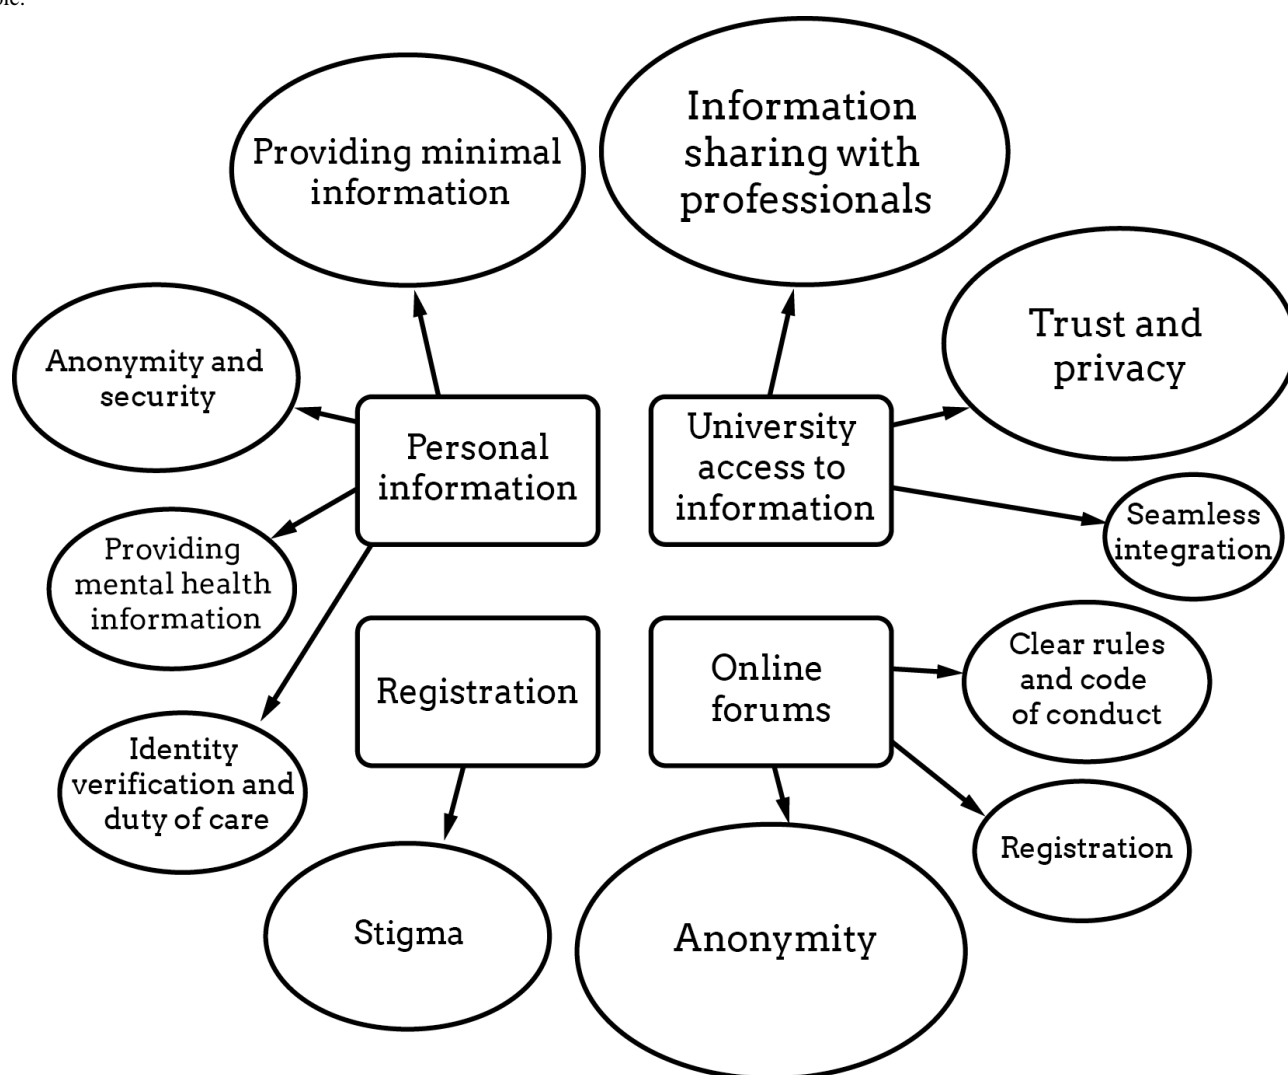 Information
sharing with
professionals
Providing minimal
information
Trust and
privacy
Anonymity and
security
Personal
information
University
access to
information
Seamless
integration
Providing
mental health
information
Registration
Online
forums
Clear rules
and code
of conduct
Identity
verification and
duty of care
Registration
Stigma
Anonymity